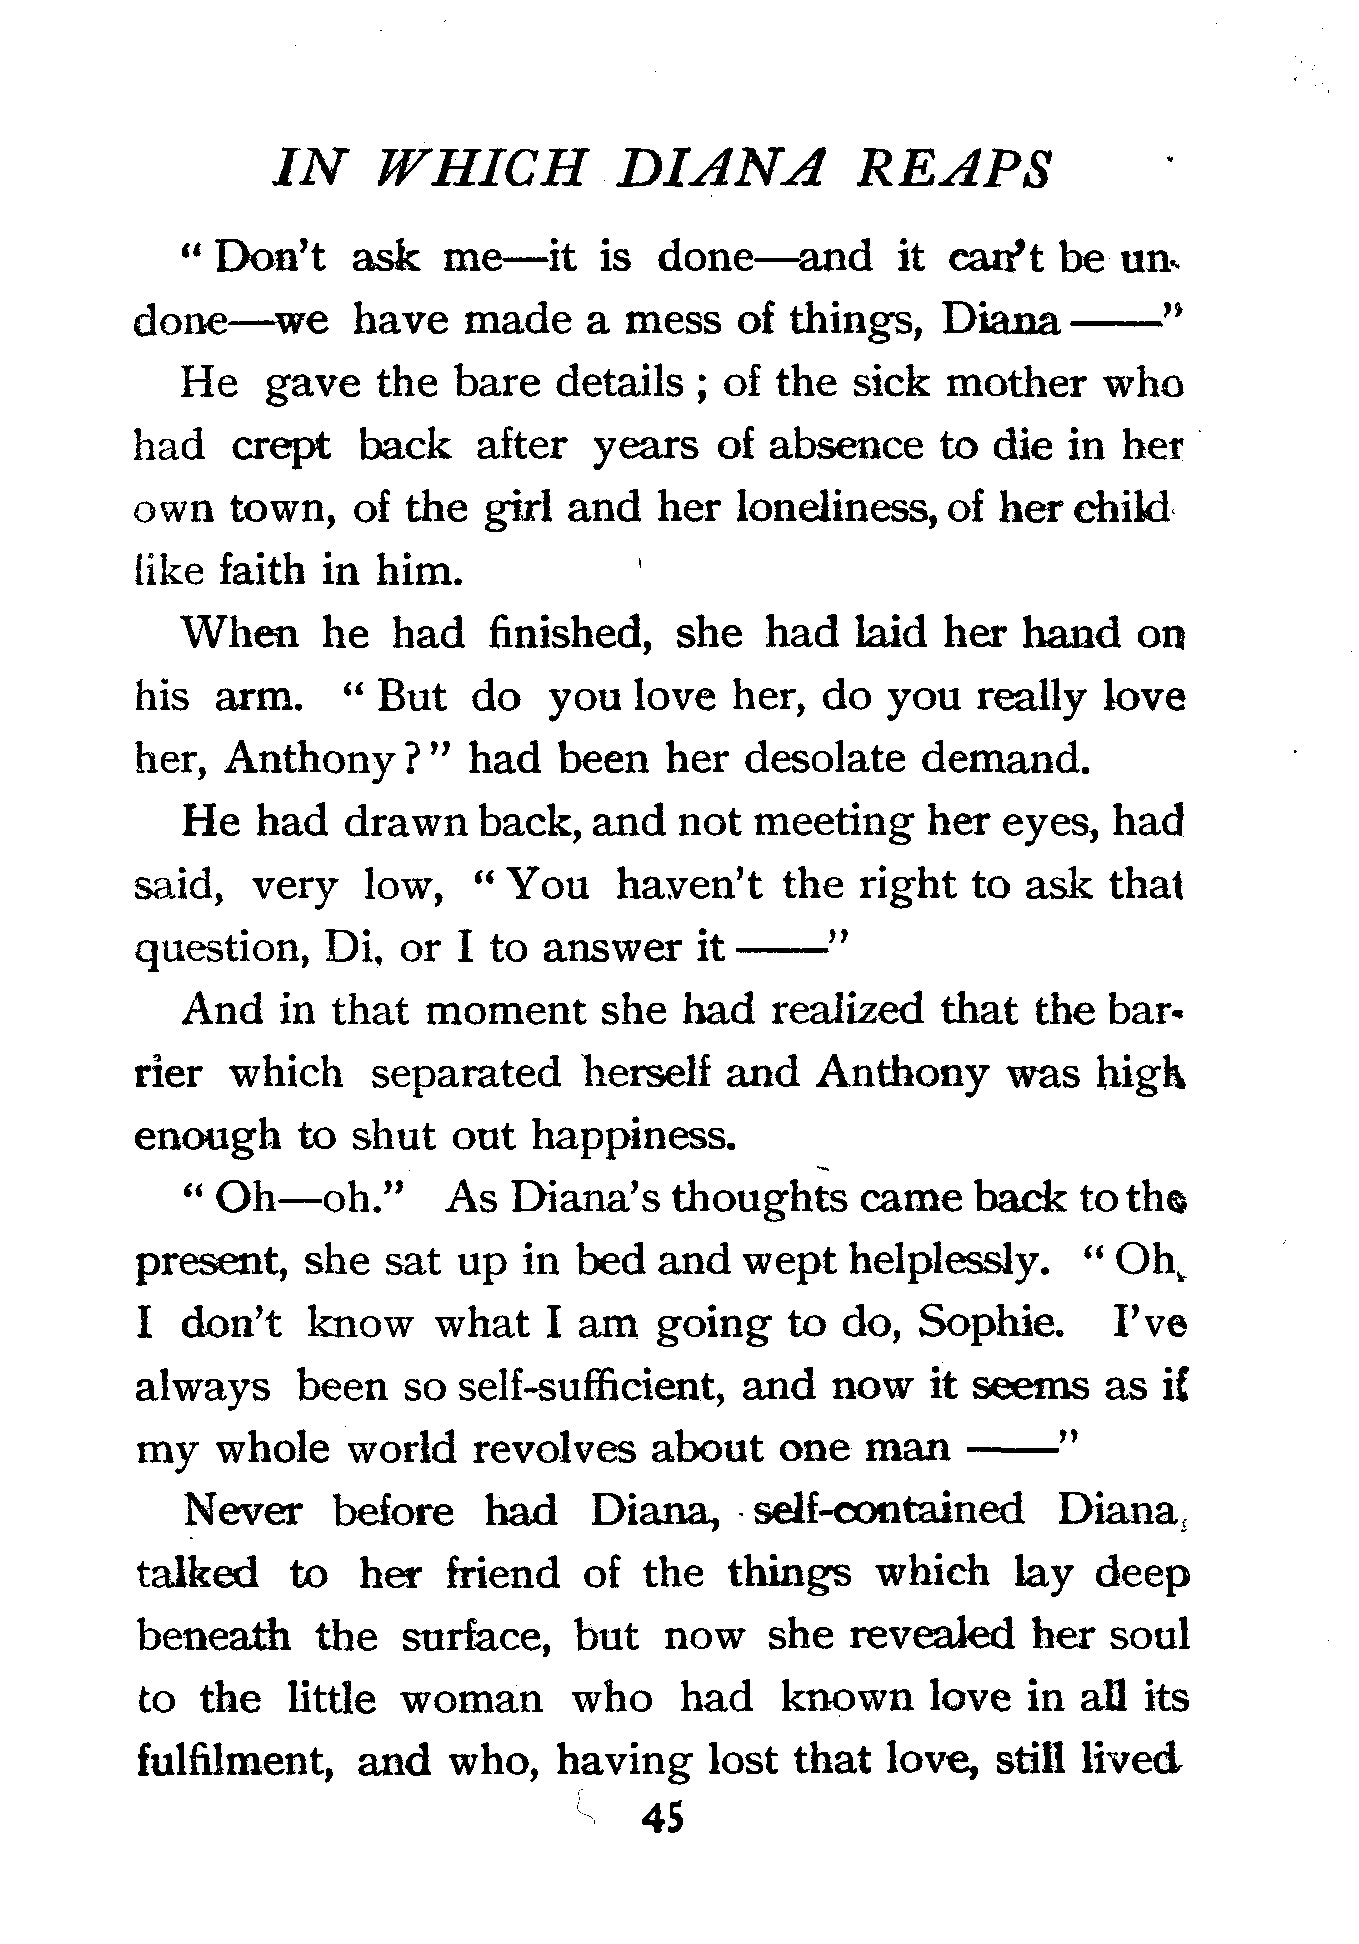 IN WHICH DIANA REAPS
“ Don’t ask me—it is done—and it can’t be un-
done—we have made a mess of things, Diana ——”
He gave the bare details ; of the sick mother who
had crept back after years of absence to die in her
own town, of the girl and her loneliness, of her child
like faith in him.
When he had finished, she had laid her hand on
his arm. “ But do you love her, do you really love
her, Anthony ? ” had been her desolate demand.
He had drawn back, and not meeting her eyes, had
said, very low, “ You haven’t the right to ask that
question, Di, or I to answer it ——”
And in that moment she had realized that the bar-
rier which separated herself and Anthony was high
enough to shut out happiness.
“ Oh—oh.” As Diana’s thoughts came back to the
present, she sat up in bed and wept helplessly. “ Oh,
I don’t know what I am going to do, Sophie. I’ve
always been so self-sufficient, and now it seems as if
my whole world revolves about one man ——”
Never before had Diana, self-contained Diana,
talked to her friend of the things which lay deep
beneath the surface, but now she revealed her soul
to the little woman who had known love in all its
fulfilment, and who, having lost that love, still lived
45